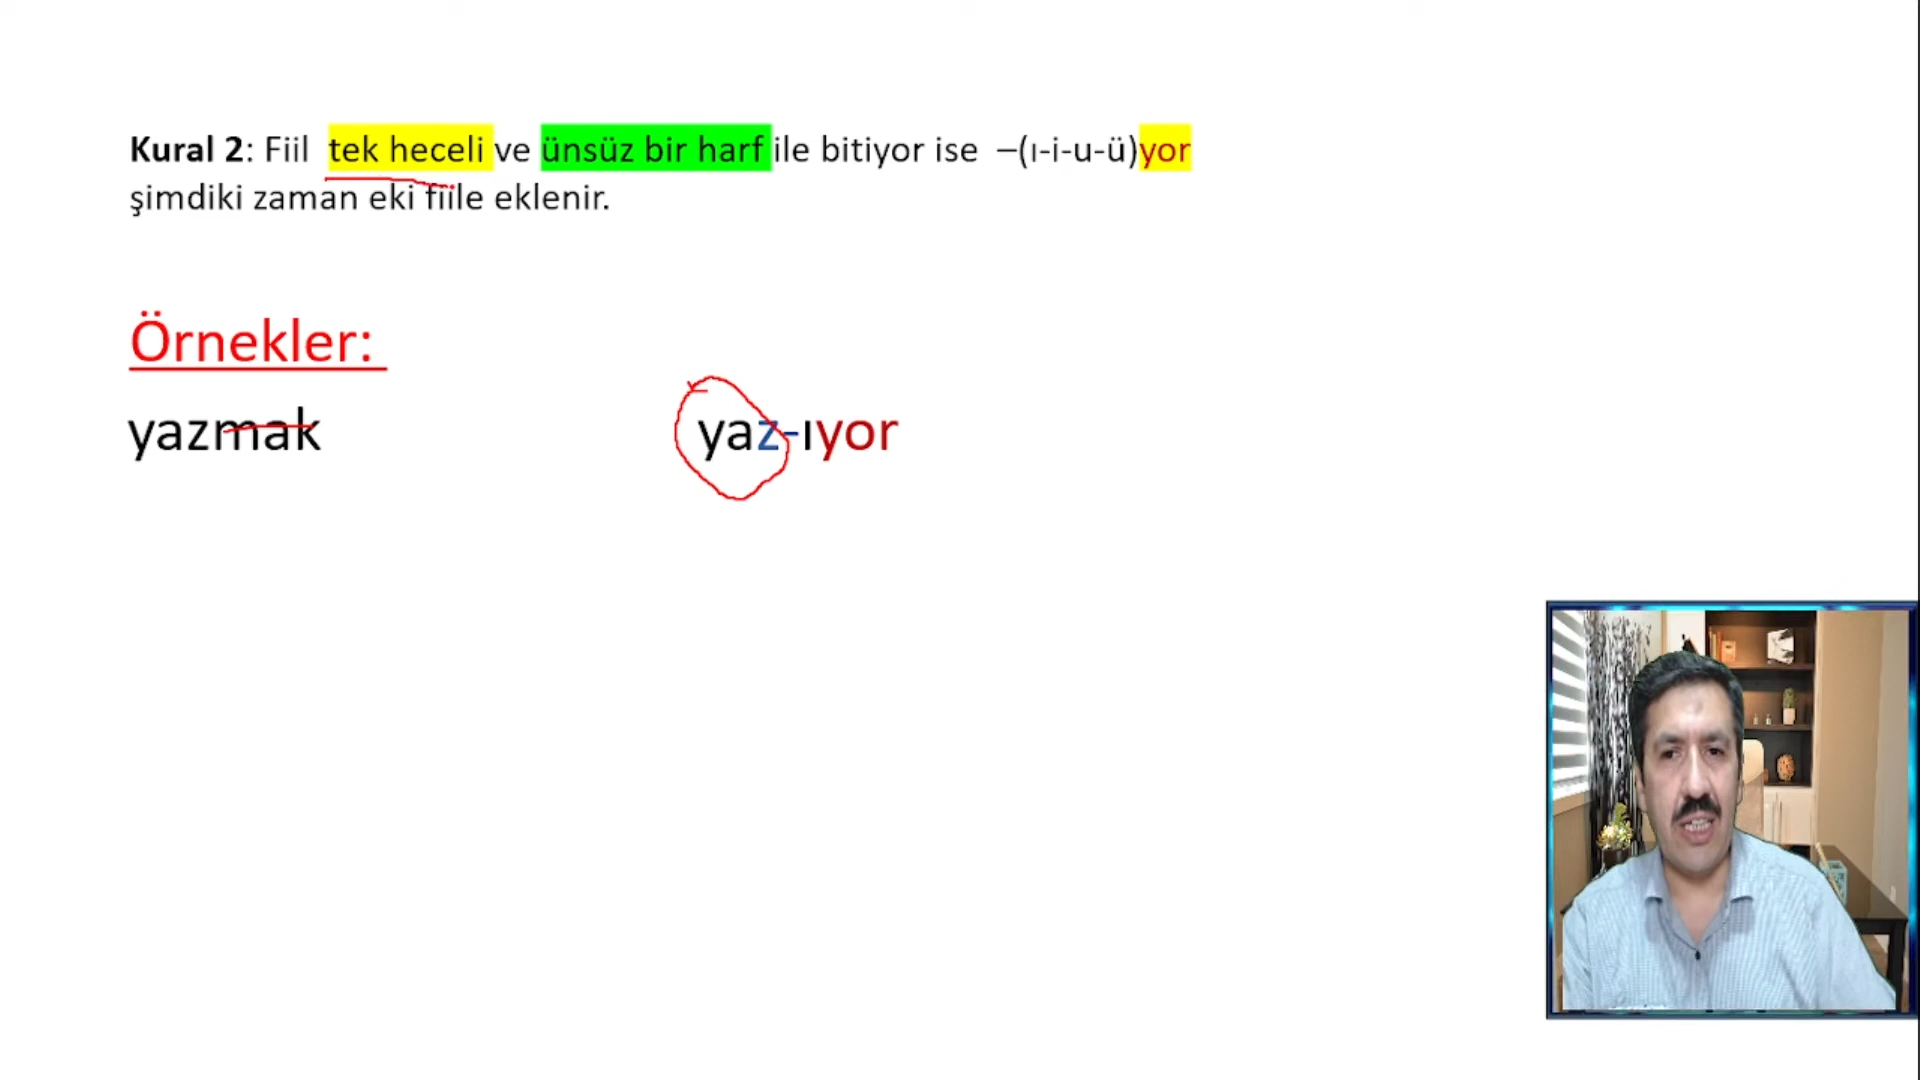 Kural 2: Fiil tek heceli ve ünsüz bir harf ile bitiyor ise –(ı-i-u-ü)yor
şimdiki zaman eki fiile eklenir.
Örnekler:
yazmak yaz-ıyor